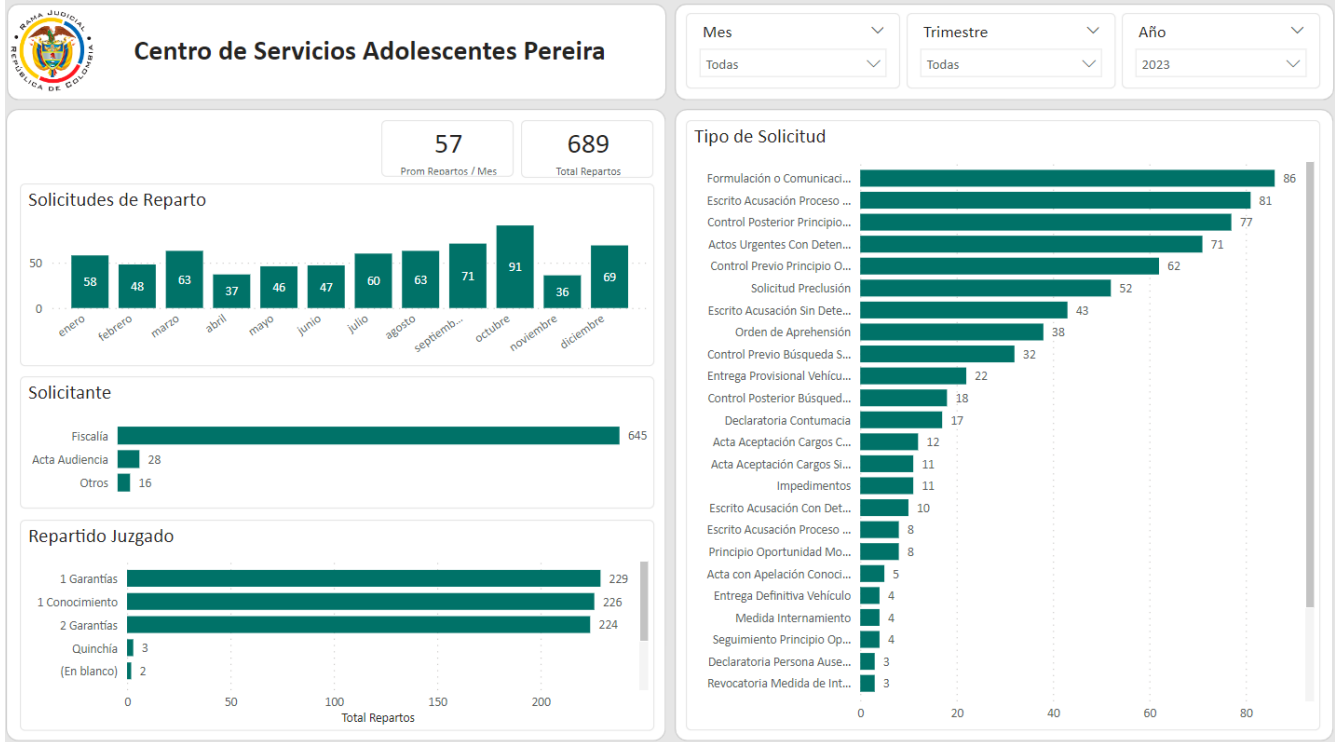 RAMA JUDICIAL
REPÚBLICA DE COLOMBIA
Centro de Servicios Adolescentes Pereira
Mes
Todas
Trimestre
Todas
Año
2023
57
Prom Repartos / Mes
689
Total Repartos
Solicitudes de Reparto
50
0
58
48
63
37
46
47
60
63
71
91
36
69
enero
febrero
marzo
abril
mayo
junio
julio
agosto
septiemb...
octubre
noviembre
diciembre
Solicitante
Fiscalía 645
Acta Audiencia 28
Otros 16
Repartido Juzgado
1 Garantías 229
1 Conocimiento 226
2 Garantías 224
Quinchía 3
(En blanco) 2
0 50 100 150 200
Total Repartos
Tipo de Solicitud
Formulación o Comunicaci... 86
Escrito Acusación Proceso ... 81
Control Posterior Principio... 77
Actos Urgentes Con Deten... 71
Control Previo Principio O... 62
Solicitud Preclusión 52
Escrito Acusación Sin Dete... 43
Orden de Aprehensión 38
Control Previo Búsqueda S... 32
Entrega Provisional Vehícu... 22
Control Posterior Búsqued... 18
Declaratoria Contumacia 17
Acta Aceptación Cargos C... 12
Acta Aceptación Cargos Si... 11
Impedimentos 11
Escrito Acusación Con Det... 10
Escrito Acusación Proceso ... 8
Principio Oportunidad Mo... 8
Acta con Apelación Conoci... 5
Entrega Definitiva Vehículo 4
Medida Internamiento 4
Seguimiento Principio Op... 4
Declaratoria Persona Ause... 3
Revocatoria Medida de Int... 3
0 20 40 60 80